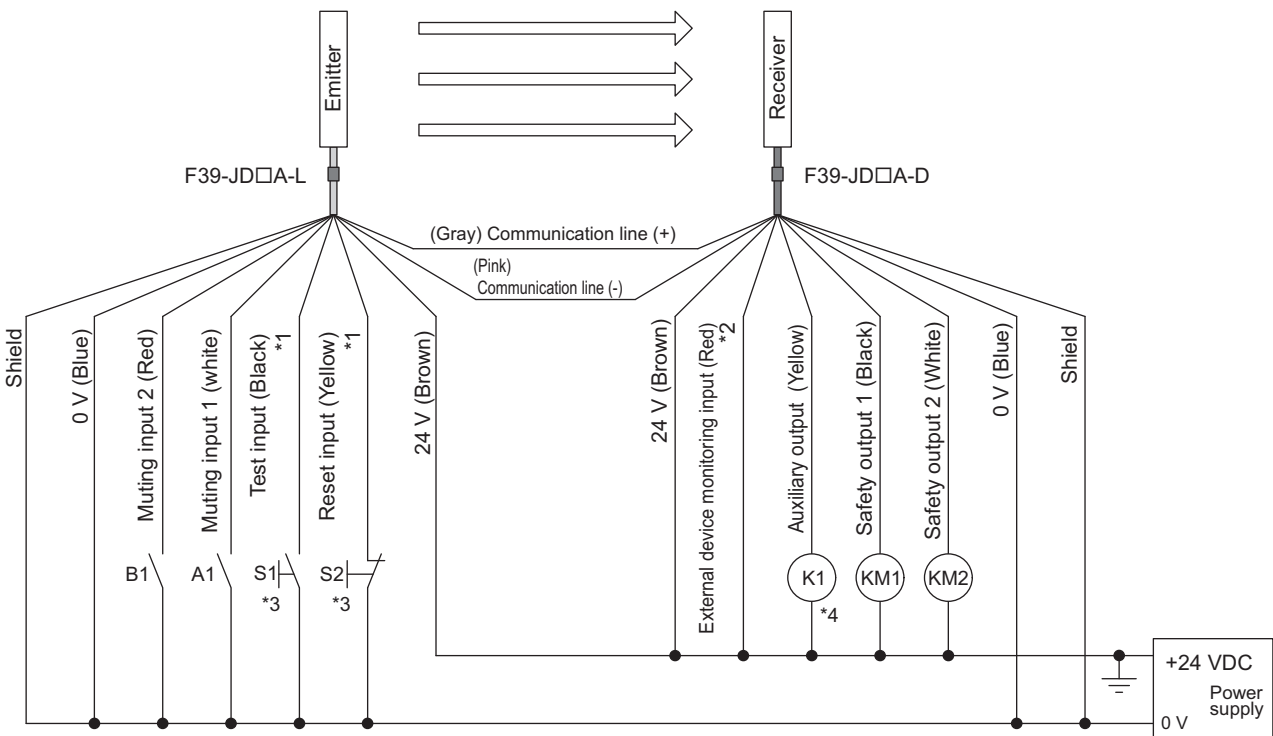 Emitter
Receiver
F39-JD□A-L
F39-JD□A-D
(Gray) Communication line (+)
(Pink)
Communication line (-)
Shield
0 V (Blue)
Muting input 2 (Red)
Muting input 1 (white)
Test input (Black)
*1
Reset input (Yellow)
*1
24 V (Brown)
24 V (Brown)
External device monitoring input (Red)
*2
Auxiliary output (Yellow)
Safety output 1 (Black)
Safety output 2 (White)
0 V (Blue)
Shield
B1
A1
S1
*3
S2
*3
K1
*4
KM1
KM2
+24 VDC
Power
supply
0 V